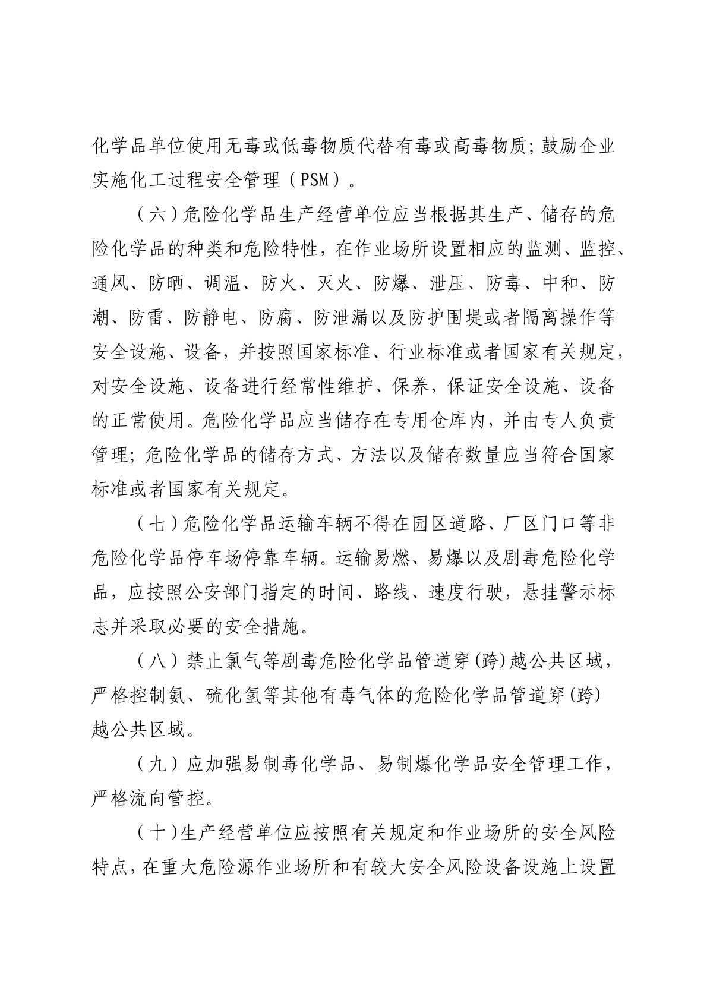 化学品单位使用无毒或低毒物质代替有毒或高毒物质；鼓励企业
实施化工过程安全管理（PSM）。
（六）危险化学品生产经营单位应当根据其生产、储存的危
险化学品的种类和危险特性，在作业场所设置相应的监测、监控、
通风、防晒、调温、防火、灭火、防爆、泄压、防毒、中和、防
潮、防雷、防静电、防腐、防泄漏以及防护围堤或者隔离操作等
安全设施、设备，并按照国家标准、行业标准或者国家有关规定，
对安全设施、设备进行经常性维护、保养，保证安全设施、设备
的正常使用。危险化学品应当储存在专用仓库内，并由专人负责
管理；危险化学品的储存方式、方法以及储存数量应当符合国家
标准或者国家有关规定。
（七）危险化学品运输车辆不得在园区道路、厂区门口等非
危险化学品停车场停靠车辆。运输易燃、易爆以及剧毒危险化学
品，应按照公安部门指定的时间、路线、速度行驶，悬挂警示标
志并采取必要的安全措施。
（八）禁止氯气等剧毒危险化学品管道穿(跨)越公共区域，
严格控制氨、硫化氢等其他有毒气体的危险化学品管道穿(跨)
越公共区域。
（九）应加强易制毒化学品、易制爆化学品安全管理工作，
严格流向管控。
（十）生产经营单位应按照有关规定和作业场所的安全风险
特点，在重大危险源作业场所和有较大安全风险设备设施上设置